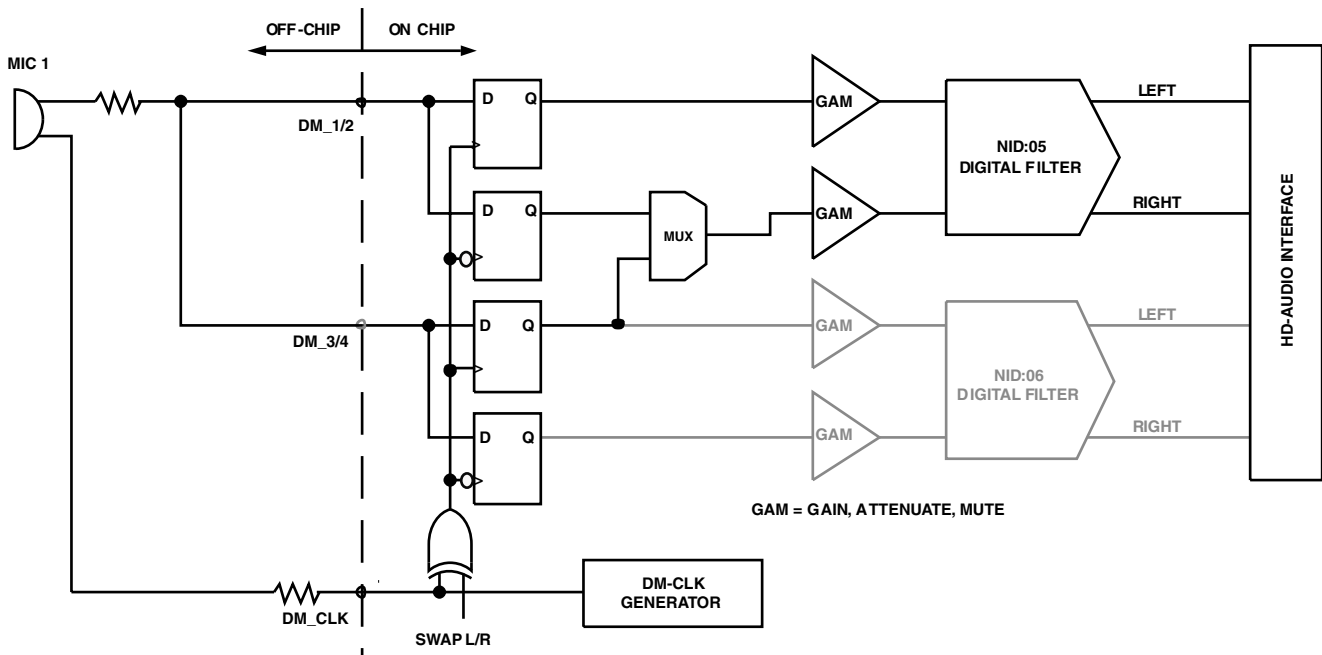 OFF-CHIP
ON CHIP
MIC 1
DM_1/2
D Q
GAM
NID:05
DIGITAL FILTER
LEFT
RIGHT
D Q
MUX
GAM
HD-AUDIO INTERFACE
DM_3/4
D Q
GAM
NID:06
DIGITAL FILTER
LEFT
RIGHT
D Q
GAM
GAM = GAIN, ATTENUATE, MUTE
DM_CLK
SWAP L/R
DM-CLK
GENERATOR